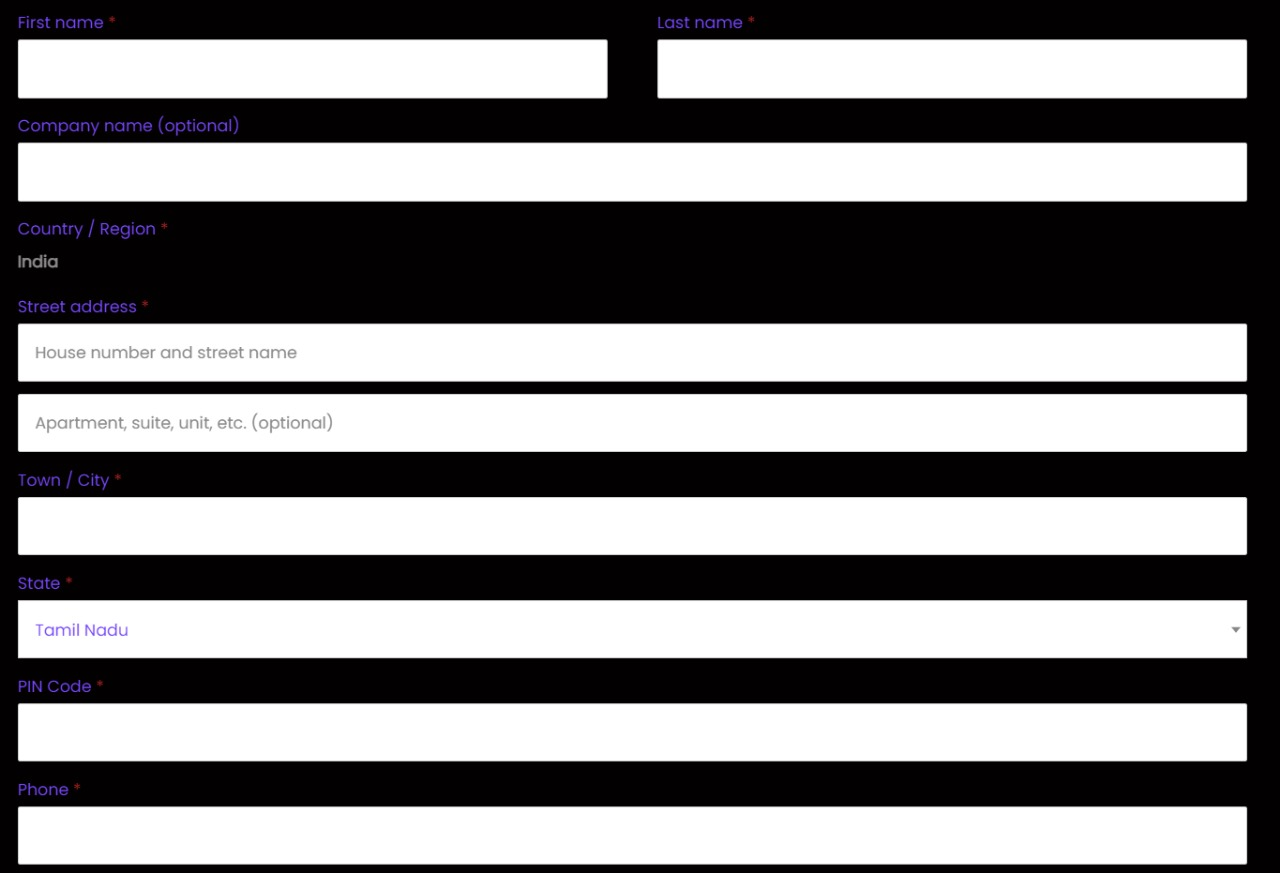 First name *
Last name *
Company name (optional)
Country / Region *
India
Street address *
House number and street name
Apartment, suite, unit, etc. (optional)
Town / City *
State *
Tamil Nadu
PIN Code *
Phone *